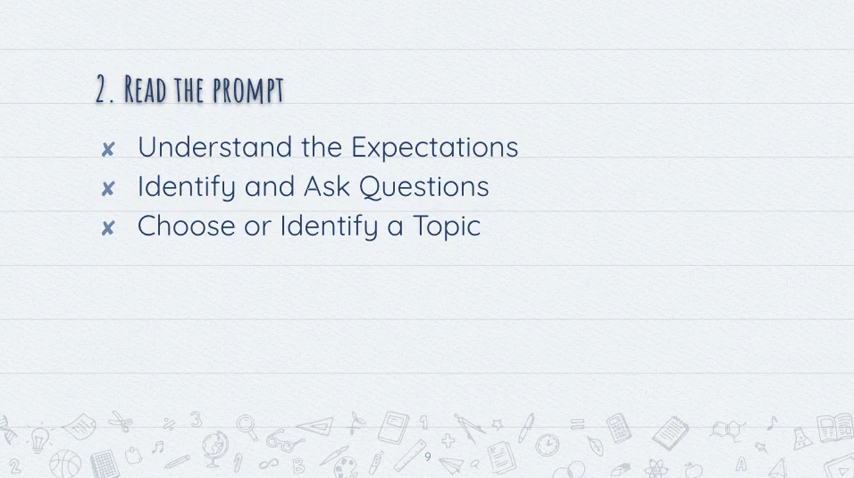 2. Read the prompt
✘ Understand the Expectations
✘ Identify and Ask Questions
✘ Choose or Identify a Topic
9